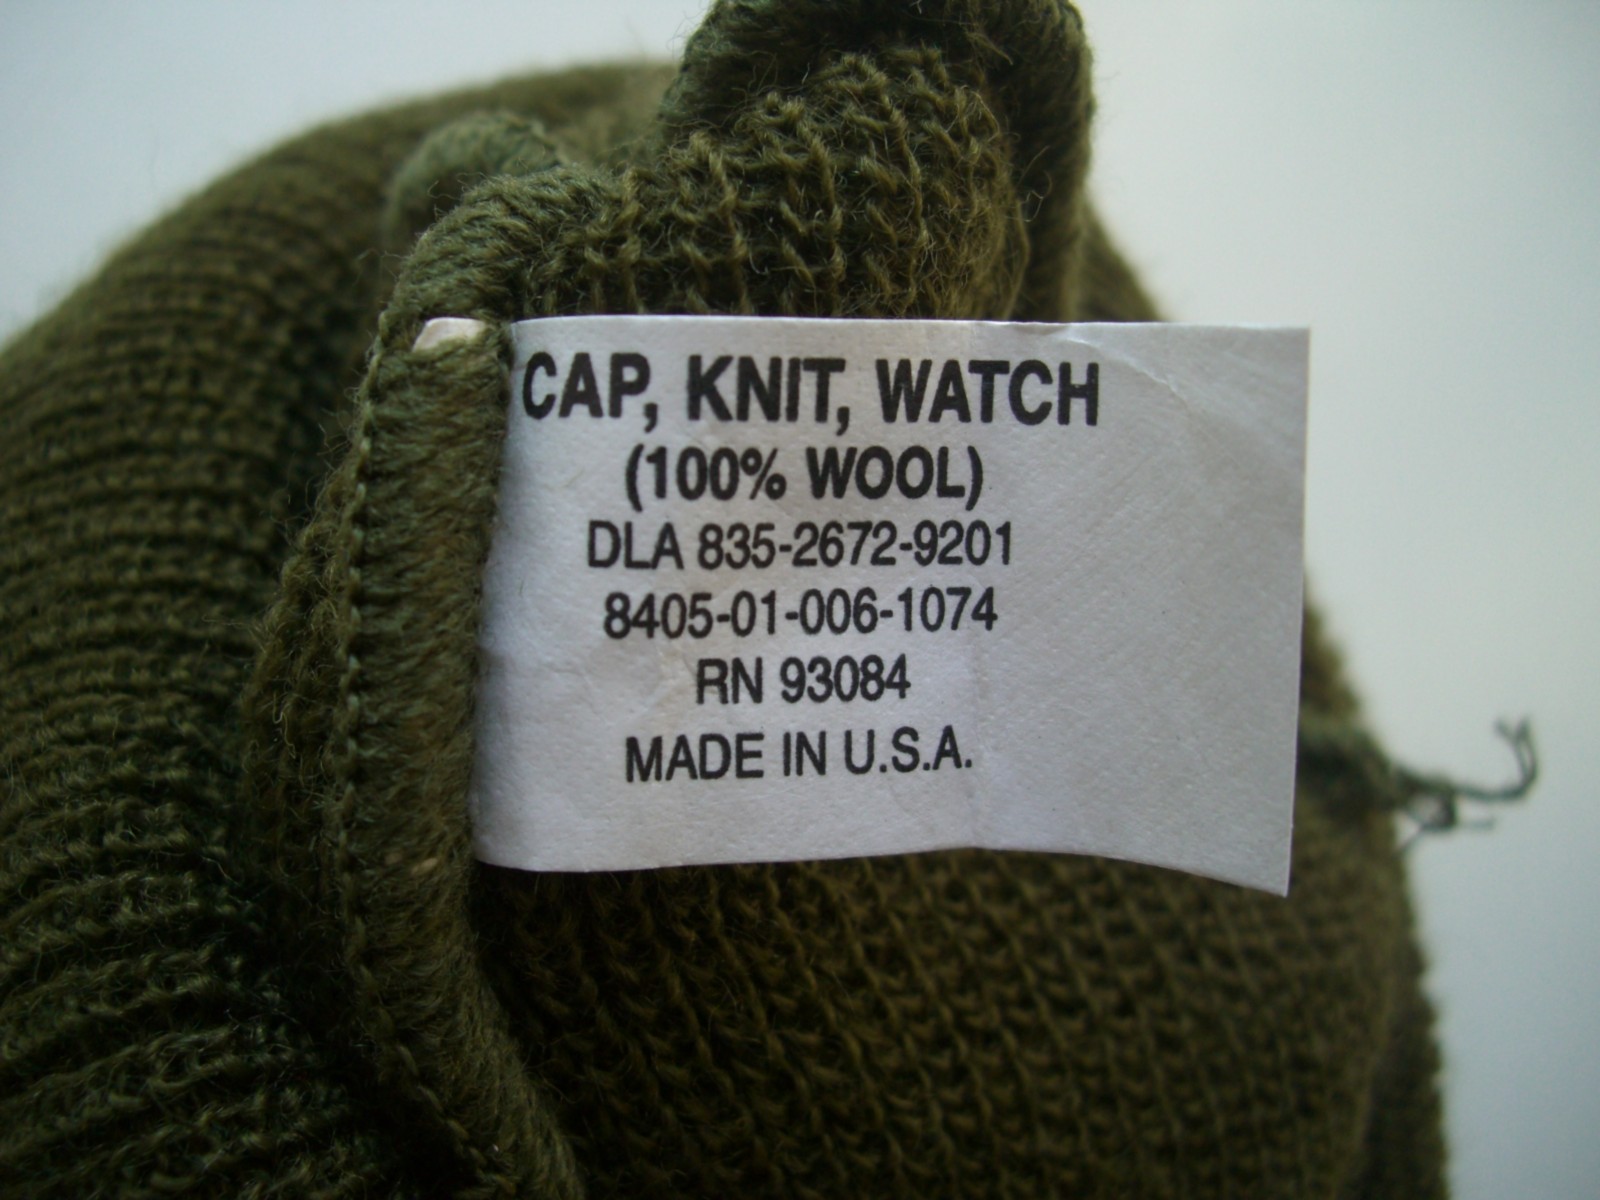 CAP, KNIT, WATCH
(100% WOOL)
DLA 835-2672-9201
8405-01-006-1074
RN 93084
MADE IN U.S.A.